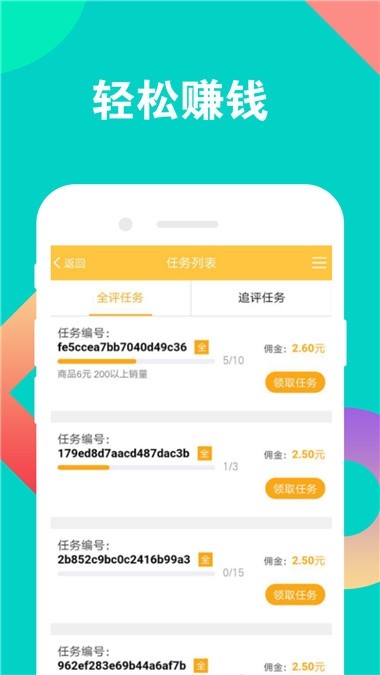 轻松赚钱
返回 任务列表
全评任务 追评任务
任务编号：
fe5ccea7bb7040d49c36 全 佣金：2.60元
5/10
商品6元 200以上销量 领取任务
任务编号：
179ed8d7aacd487dac3b 全 佣金：2.50元
1/3
领取任务
任务编号：
2b852c9bc0c2416b99a3 全 佣金：2.50元
0/15
领取任务
任务编号：
962ef283e69b44a6af7b 全 佣金：2.50元